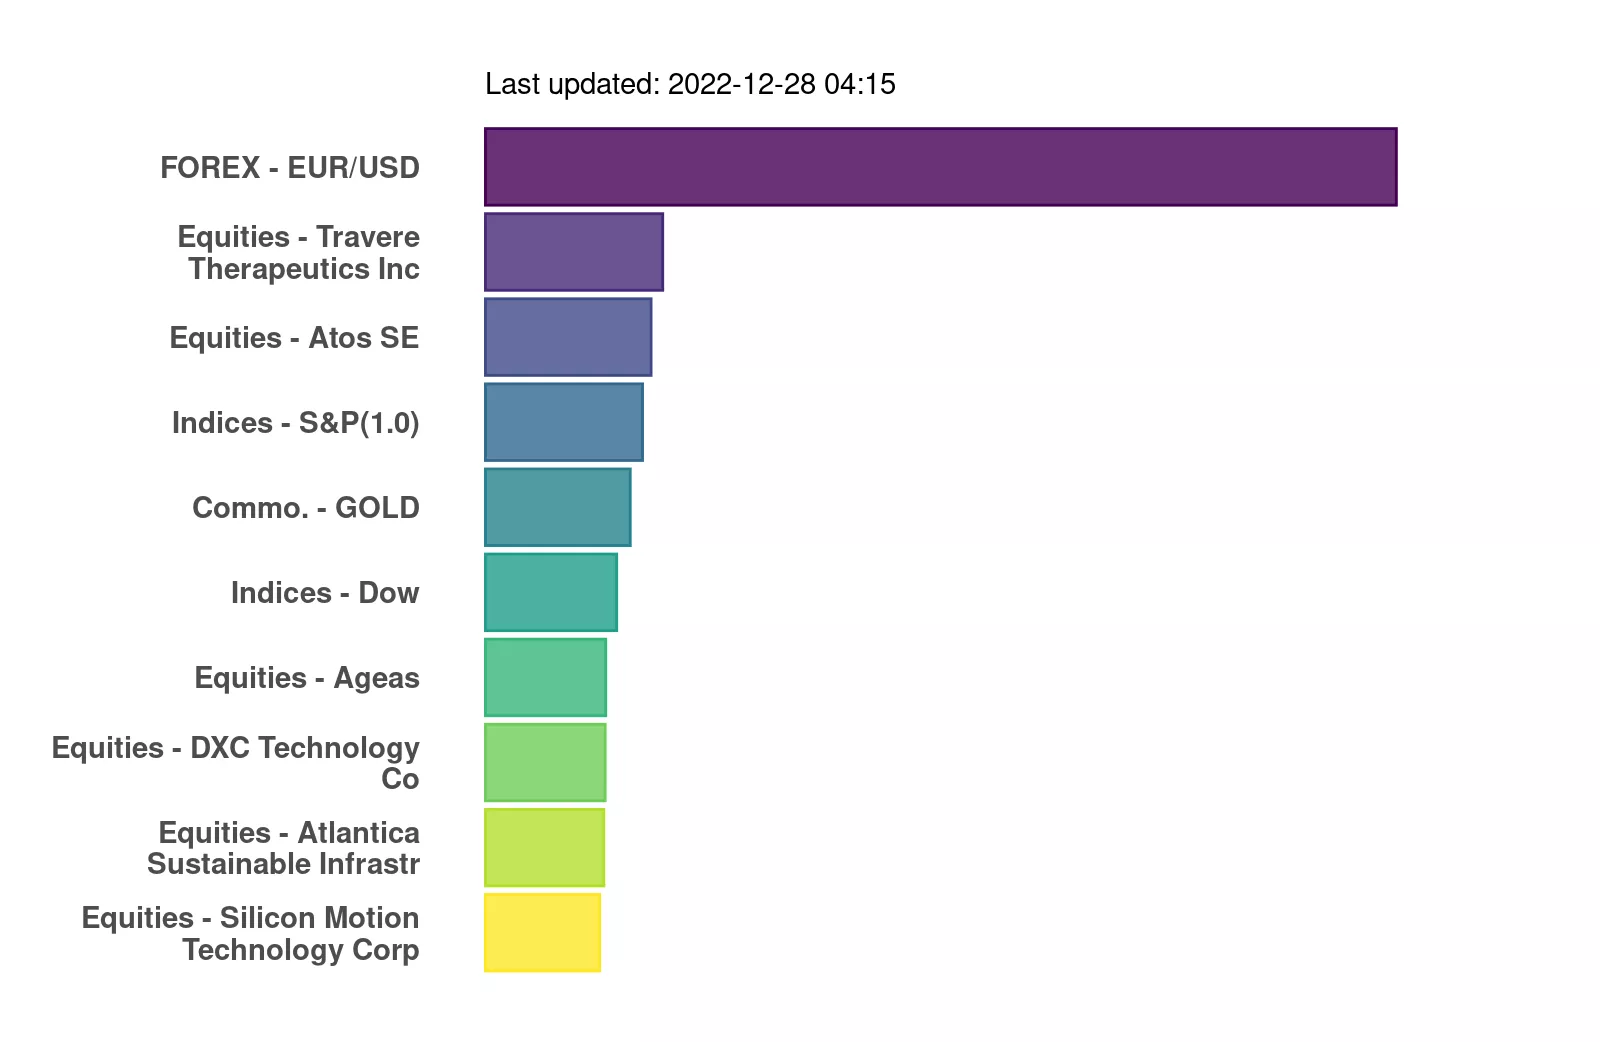 Last updated: 2022-12-28 04:15
FOREX - EUR/USD
Equities - Travere
Therapeutics Inc
Equities - Atos SE
Indices - S&P(1.0)
Commo. - GOLD
Indices - Dow
Equities - Ageas
Equities - DXC Technology
Co
Equities - Atlantica
Sustainable Infrastr
Equities - Silicon Motion
Technology Corp